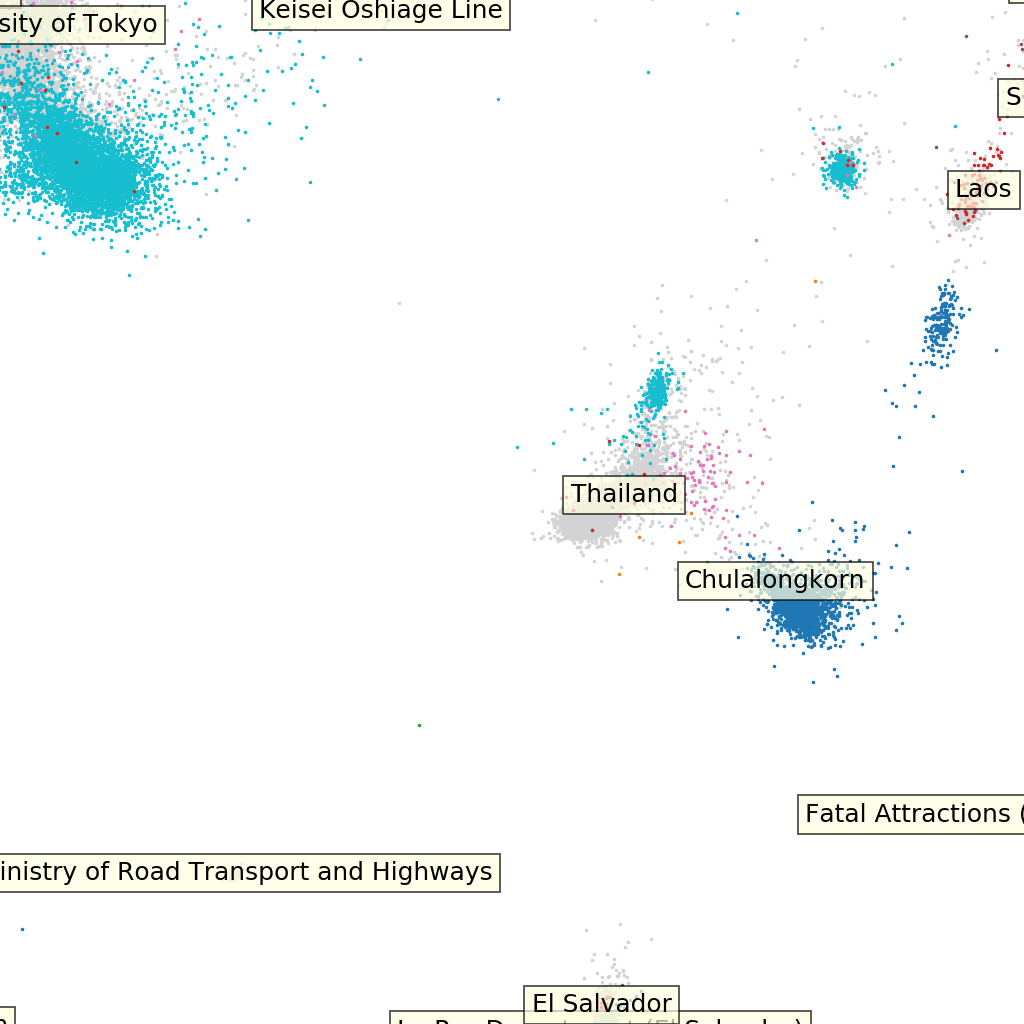 Keisei Oshiage Line
sity of Tokyo
S
Laos
Thailand
Chulalongkorn
Fatal Attractions (
inistry of Road Transport and Highways
El Salvador